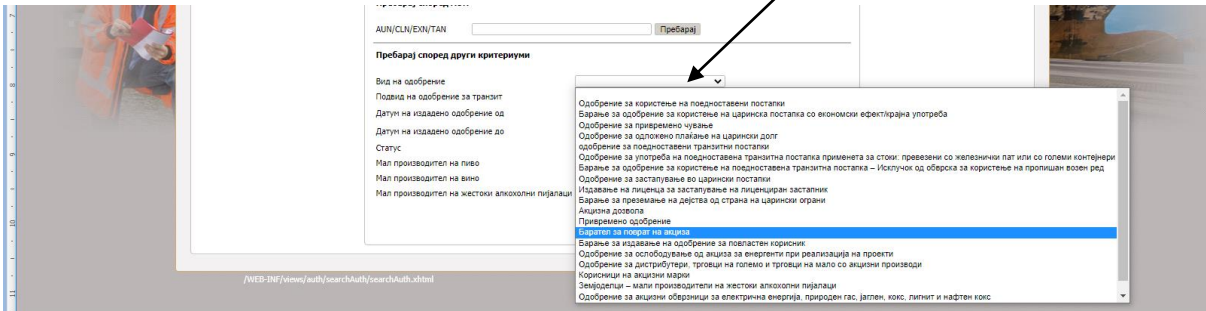 AUN/CLN/EXN/TAN
Пребарај
Пребарај според други критериуми
Вид на одобрение
Подвид на одобрение за транзит
Датум на издадено одобрение од
Датум на издадено одобрение до
Статус
Мал производител на пиво
Мал производител на вино
Мал производител на жестоки алкохолни пијалаци
Одобрение за користење на поедноставени постапки
Барање за одобрение за користење на царинска постапка со економски ефект/крајна употреба
Одобрение за привремено чување
Одобрение за одложено плаќање на царински долг
одобрение за поедноставени транзитни постапки
Одобрение за употреба на поедноставена транзитна постапка применета за стоки: превезени со железнички пат или со големи контејнери
Барање за одобрение за користење на поедноставена транзитна постапка – Исклучок од обврска за користење на пропишан возен ред
Одобрение за застапување во царински постапки
Издавање на лиценца за застапување на лиценциран застапник
Барање за преземање на дејства од страна на царински ограни
Акцизна дозвола
Привремено одобрение
Барател за поврат на акциза
Барање за издавање на одобрение за повластен корисник
Одобрение за ослободување од акциза за енергенти при реализација на проекти
Одобрение за дистрибутери, трговци на големо и трговци на мало со акцизни производи
Корисници на акцизни марки
Земјоделци – мали производители на жестоки алкохолни пијалаци
Одобрение за акцизни обврзници за електрична енергија, природен гас, јаглен, кокс, лигнит и нафтен кокс
/WEB-INF/views/auth/searchAuth/searchAuth.xhtml
7
8
9
10
11